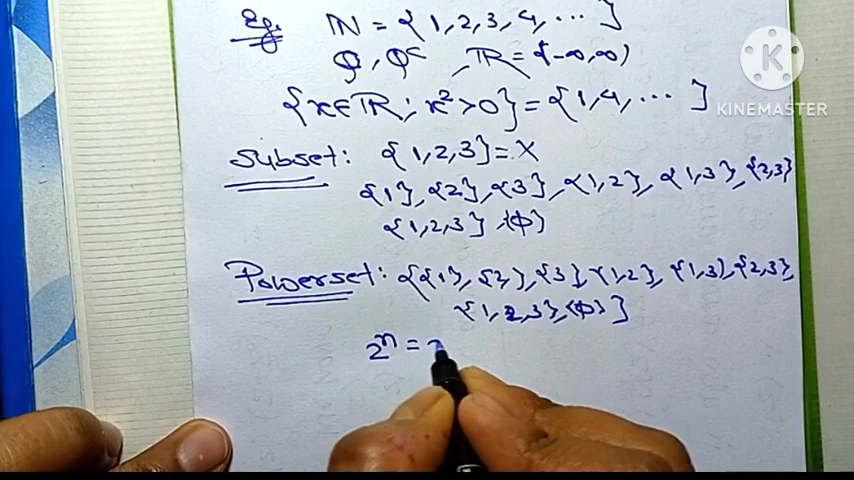 Eg. ℕ = {1,2,3,4,...}
ℚ, ℚᶜ, ℝ = (-∞,∞)
{x∈ℝ; x²>0} = {1,4,... }
KINEMASTER
Subset: {1,2,3} = X
{1}, {2}, {3}, {1,2}, {1,3}, {2,3}
{1,2,3}, {ϕ}
Powerset: {{1}, {2}, {3}, {1,2}, {1,3}, {2,3},
{1,2,3}, {ϕ}}
2ⁿ =